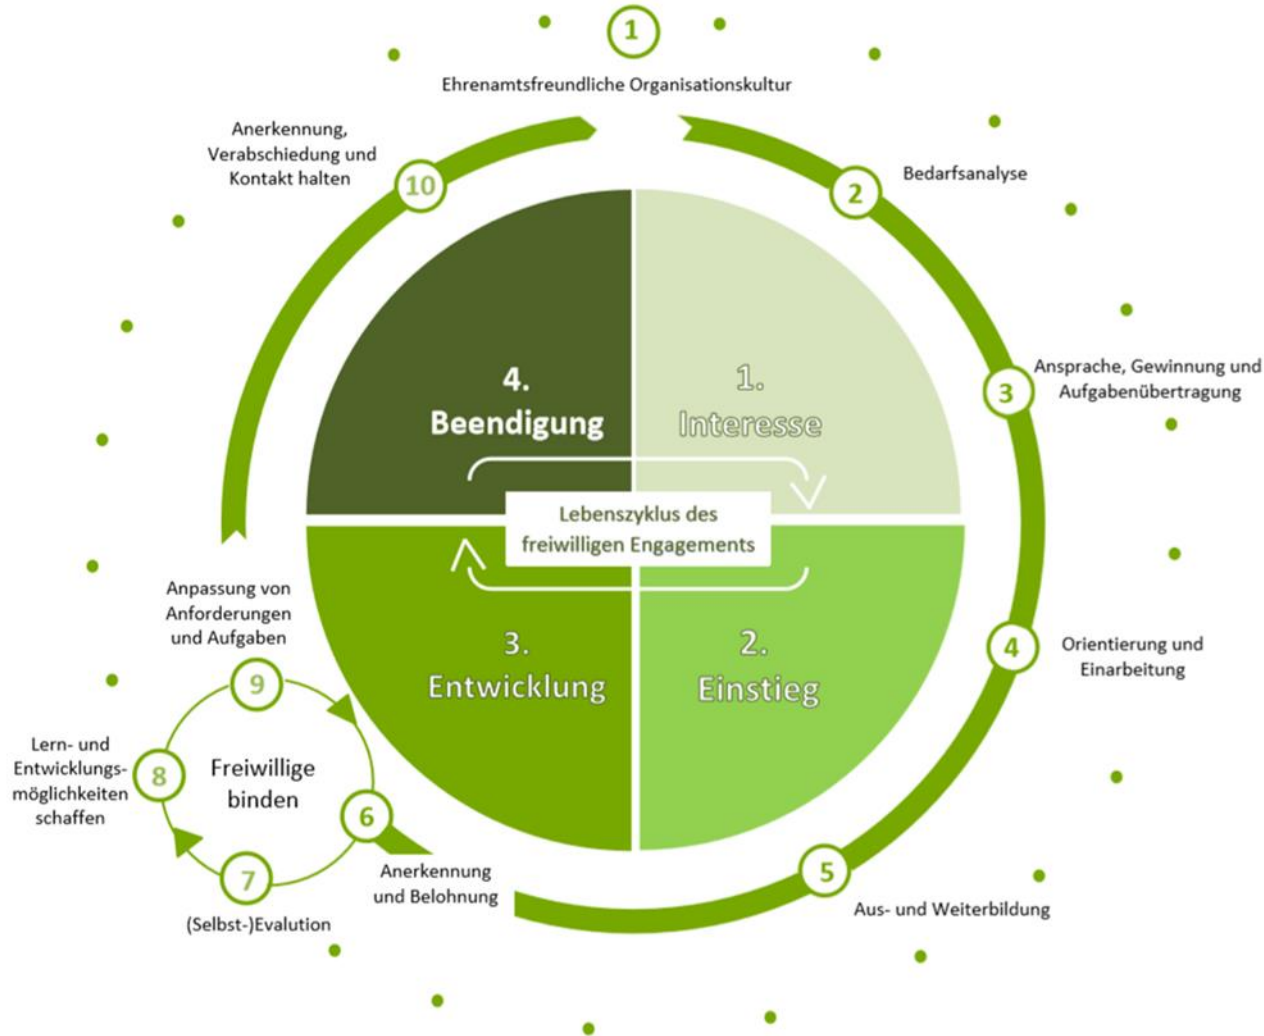 1
Ehrenamtsfreundliche Organisationskultur
2
Bedarfsanalyse
3
Ansprache, Gewinnung und
Aufgabenübertragung
4
Orientierung und
Einarbeitung
5
Aus- und Weiterbildung
6
Anerkennung
und Belohnung
7
(Selbst-)Evalution
8
Lern- und
Entwicklungs-
möglichkeiten
schaffen
9
Anpassung von
Anforderungen
und Aufgaben
Freiwillige
binden
10
Anerkennung,
Verabschiedung und
Kontakt halten
1.
Interesse
2.
Einstieg
3.
Entwicklung
4.
Beendigung
Lebenszyklus des
freiwilligen Engagements